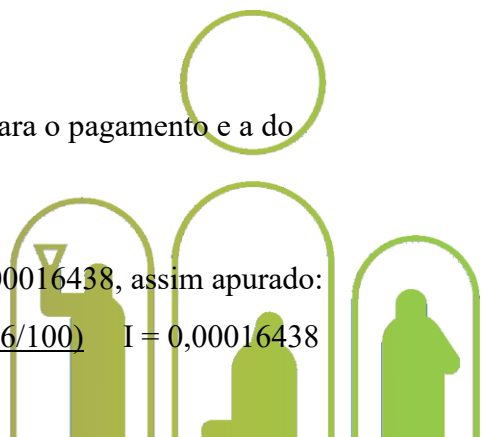 ara o pagamento e a do
00016438, assim apurado:
6/100) I = 0,00016438